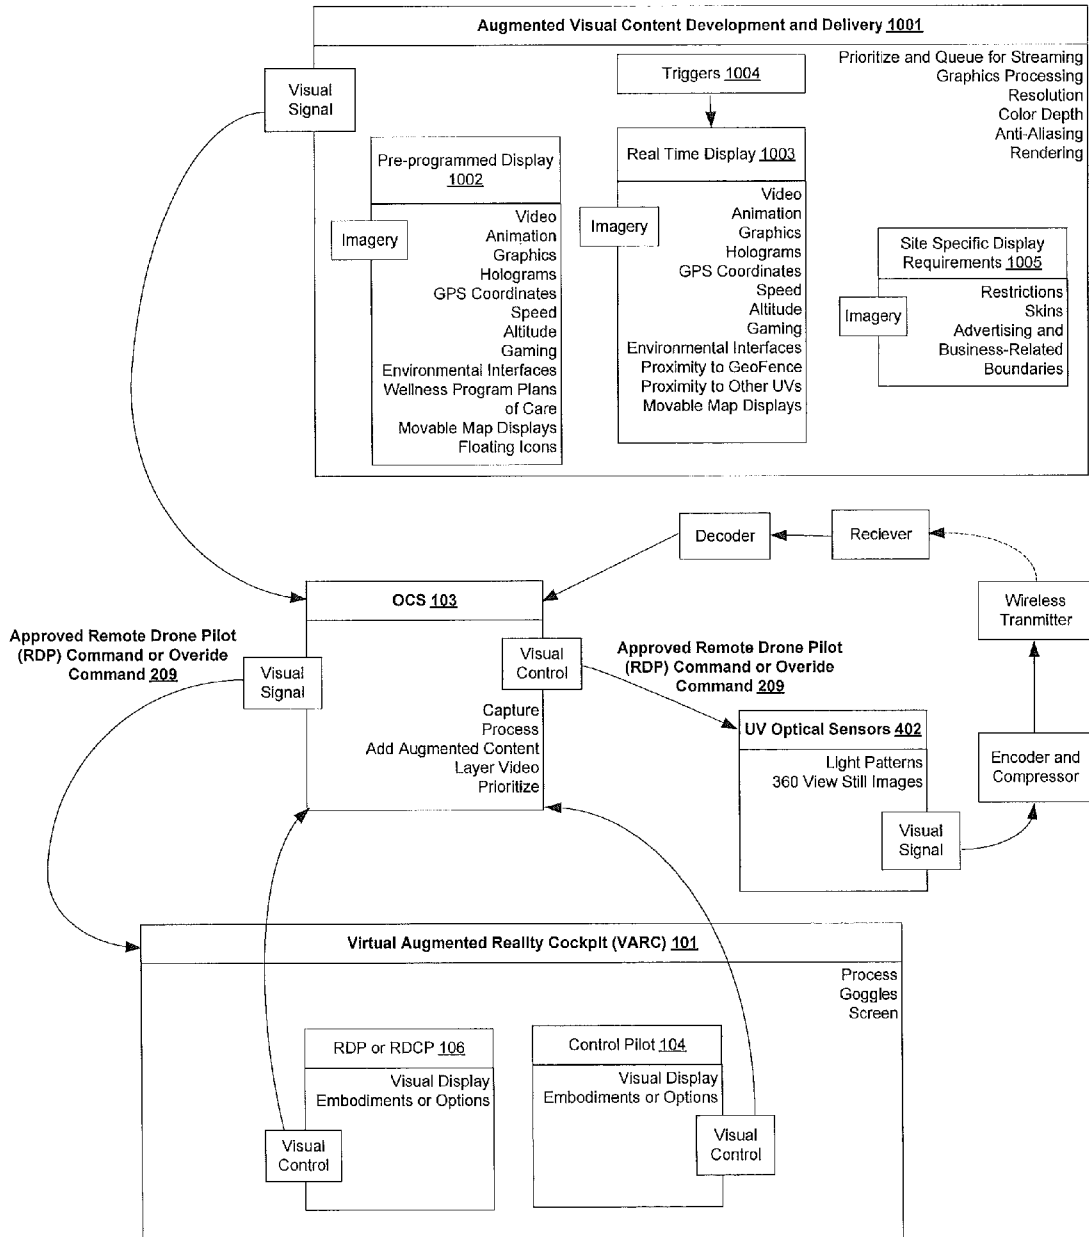 Augmented Visual Content Development and Delivery 1001
Visual
Signal
Prioritize and Queue for Streaming
Graphics Processing
Resolution
Color Depth
Anti-Aliasing
Rendering
Triggers 1004
Pre-programmed Display
1002
Imagery
Video
Animation
Graphics
Holograms
GPS Coordinates
Speed
Altitude
Gaming
Environmental Interfaces
Wellness Program Plans
of Care
Movable Map Displays
Floating Icons
Real Time Display 1003
Imagery
Video
Animation
Graphics
Holograms
GPS Coordinates
Speed
Altitude
Gaming
Environmental Interfaces
Proximity to GeoFence
Proximity to Other UVs
Movable Map Displays
Site Specific Display
Requirements 1005
Imagery
Restrictions
Skins
Advertising and
Business-Related
Boundaries
Decoder
Reciever
Wireless
Tranmitter
Encoder and
Compressor
OCS 103
Approved Remote Drone Pilot
(RDP) Command or Overide
Command 209
Visual
Signal
Visual
Control
Capture
Process
Add Augmented Content
Layer Video
Prioritize
Approved Remote Drone Pilot
(RDP) Command or Overide
Command 209
UV Optical Sensors 402
Light Patterns
360 View Still Images
Visual
Signal
Virtual Augmented Reality Cockpit (VARC) 101
Process
Goggles
Screen
RDP or RDCP 106
Visual Display
Embodiments or Options
Visual
Control
Control Pilot 104
Visual Display
Embodiments or Options
Visual
Control